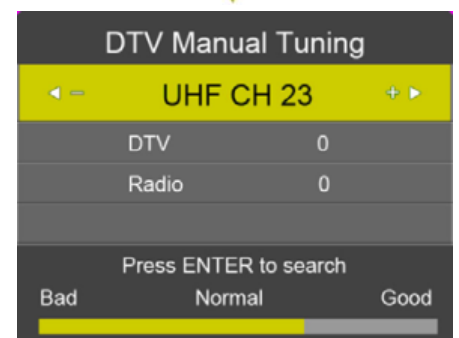 DTV Manual Tuning
UHF CH 23
DTV 0
Radio 0
Press ENTER to search
Bad Normal Good